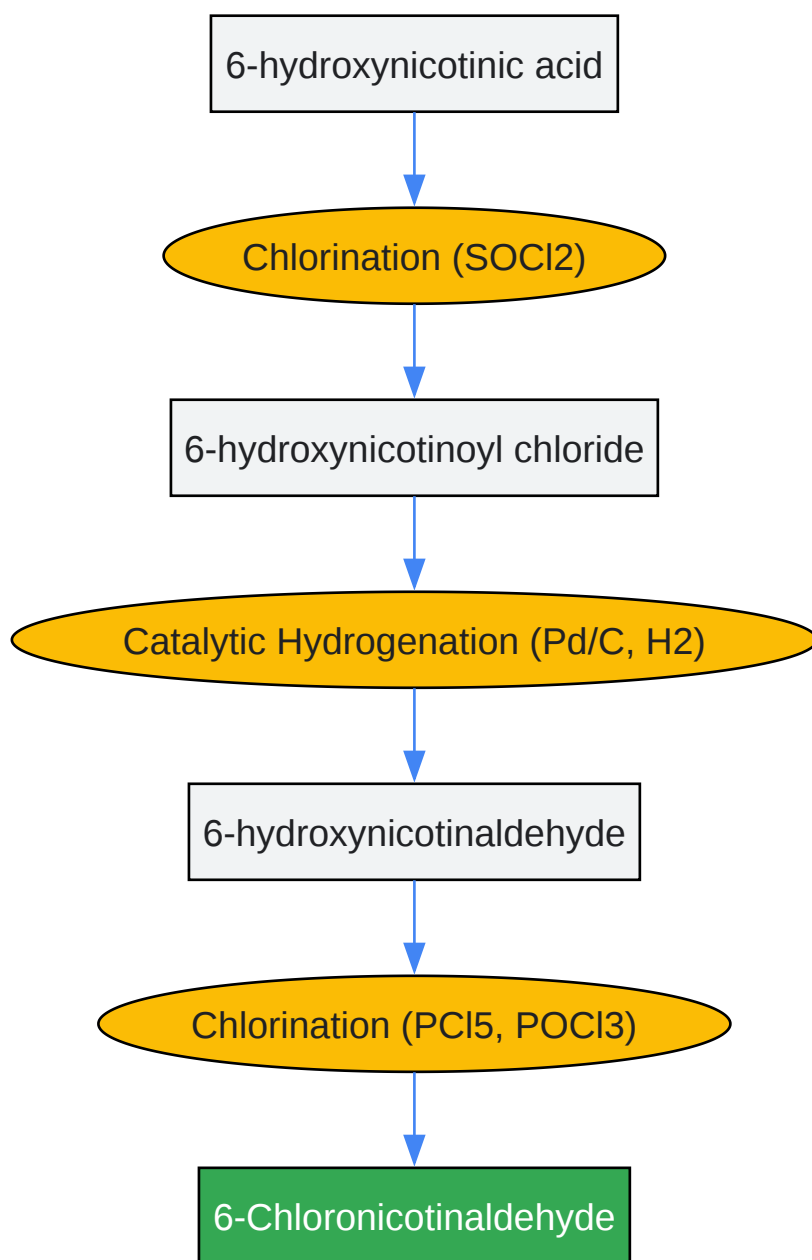 6-hydroxynicotinic acid
Chlorination (SOCl2)
6-hydroxynicotinoyl chloride
Catalytic Hydrogenation (Pd/C, H2)
6-hydroxynicotinaldehyde
Chlorination (PCl5, POCl3)
6-Chloronicotinaldehyde